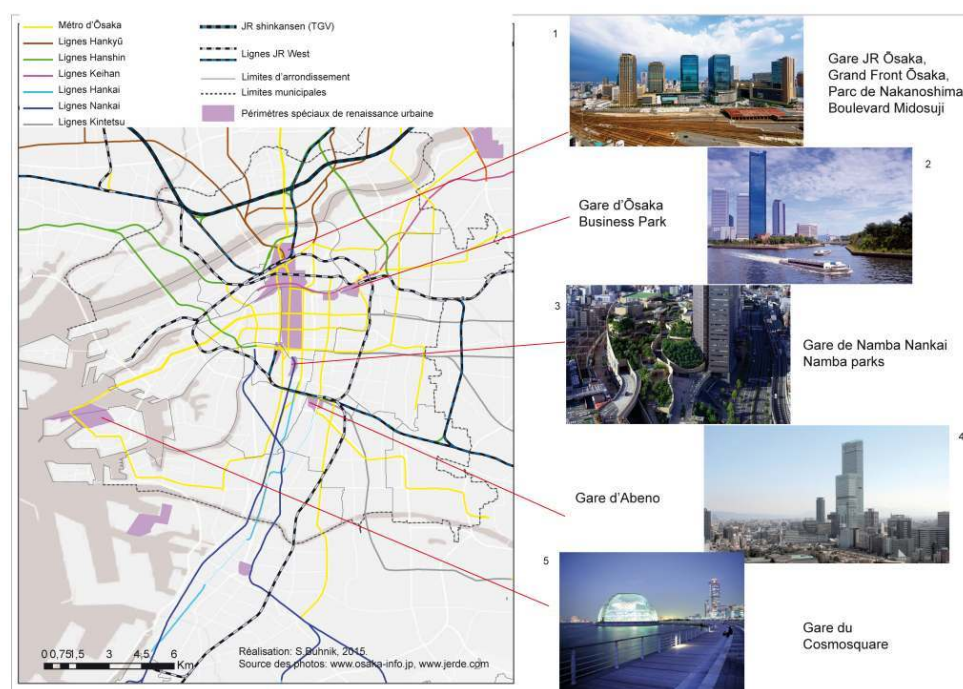 Métro d'Ōsaka
Lignes Hankyū
Lignes Hanshin
Lignes Keihan
Lignes Hankai
Lignes Nankai
Lignes Kintetsu
JR shinkansen (TGV)
Lignes JR West
Limites d'arrondissement
Limites municipales
Périmètres spéciaux de renaissance urbaine
1
Gare JR Ōsaka,
Grand Front Ōsaka,
Parc de Nakanoshima
Boulevard Midosuji
2
Gare d'Ōsaka
Business Park
3
Gare de Namba Nankai
Namba parks
4
Gare d'Abeno
5
Gare du
Cosmosquare
0 0,75 1,5 3 4,5 6
Km
Réalisation: S.Buhnik, 2015.
Source des photos: www.osaka-info.jp, www.jerde.com